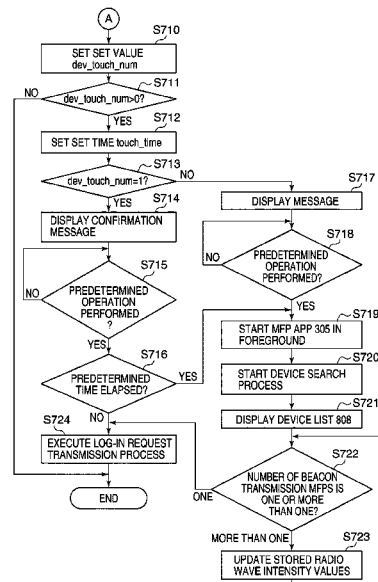 A
S710
SET SET VALUE
dev_touch_num
S711
NO
dev_touch_num>0?
YES
S712
SET SET TIME touch_time
S713
dev_touch_num=1?
NO
YES
S714
DISPLAY CONFIRMATION
MESSAGE
S715
PREDETERMINED
OPERATION
PERFORMED
?
NO
YES
S716
PREDETERMINED
TIME ELAPSED?
YES
NO
S724
EXECUTE LOG-IN REQUEST
TRANSMISSION PROCESS
END
S717
DISPLAY MESSAGE
S718
PREDETERMINED
OPERATION
PERFORMED?
NO
YES
S719
START MFP APP 305 IN
FOREGROUND
S720
START DEVICE SEARCH
PROCESS
S721
DISPLAY DEVICE LIST 808
S722
NUMBER OF BEACON
TRANSMISSION MFPS IS
ONE OR MORE
THAN ONE?
ONE
MORE THAN ONE
S723
UPDATE STORED RADIO
WAVE INTENSITY VALUES